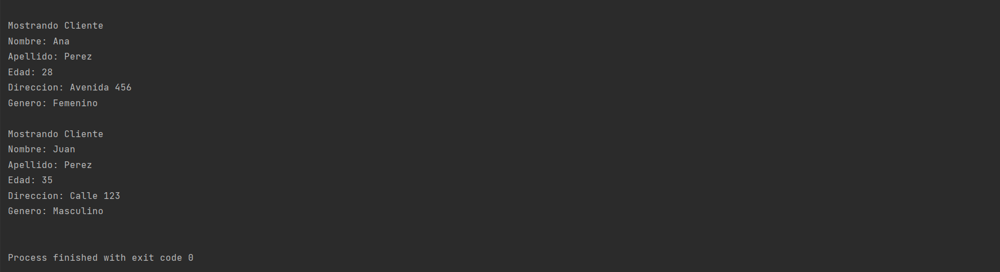 Mostrando Cliente
Nombre: Ana
Apellido: Perez
Edad: 28
Direccion: Avenida 456
Genero: Femenino
Mostrando Cliente
Nombre: Juan
Apellido: Perez
Edad: 35
Direccion: Calle 123
Genero: Masculino
Process finished with exit code 0